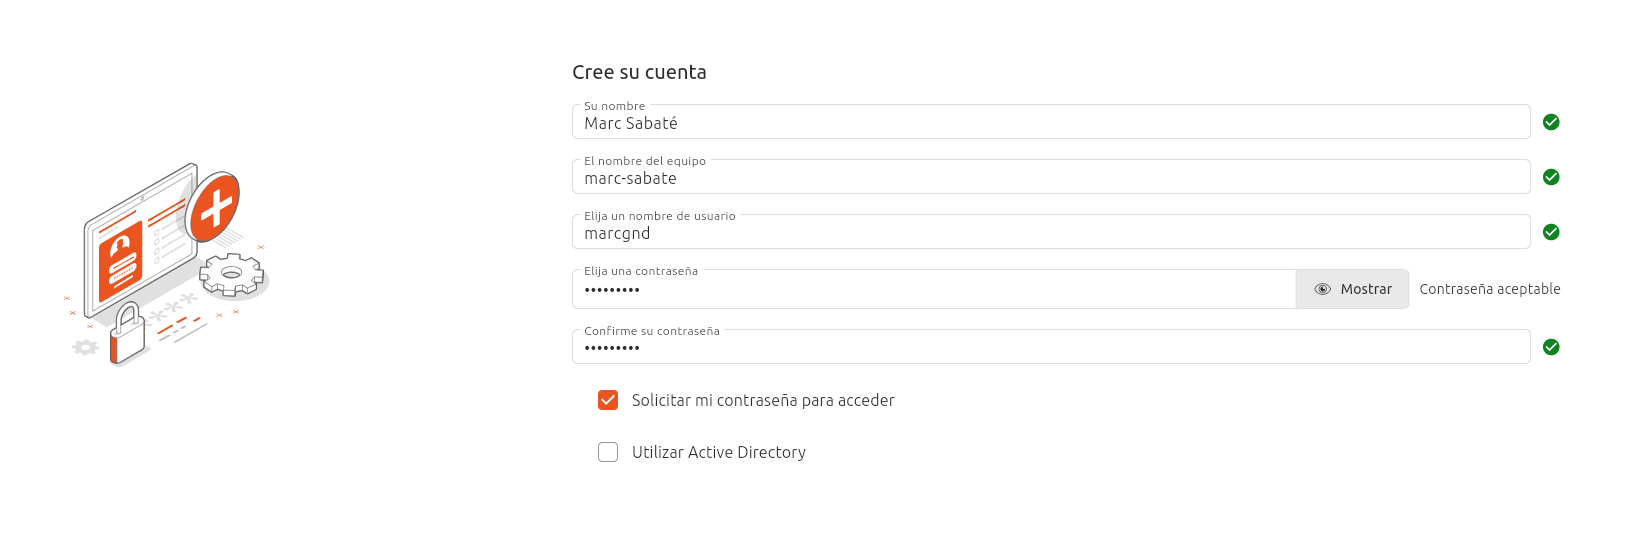 Cree su cuenta
Su nombre
Marc Sabaté
El nombre del equipo
marc-sabate
Elija un nombre de usuario
marcgnd
Elija una contraseña
•••••••••
Mostrar
Contraseña aceptable
Confirme su contraseña
•••••••••
Solicitar mi contraseña para acceder
Utilizar Active Directory